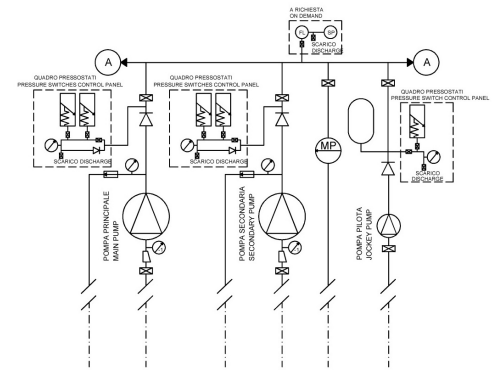 A RICHIESTA
ON DEMAND
FL
SP
SCARICO
DISCHARGE
A
A
QUADRO PRESSOSTATI
PRESSURE SWITCHES CONTROL PANEL
SCARICO DISCHARGE
QUADRO PRESSOSTATI
PRESSURE SWITCHES CONTROL PANEL
SCARICO DISCHARGE
QUADRO PRESSOSTATI
PRESSURE SWITCHES CONTROL PANEL
SCARICO
DISCHARGE
MP
POMPA PRINCIPALE
MAIN PUMP
POMPA SECONDARIA
SECONDARY PUMP
POMPA PILOTA
JOCKEY PUMP